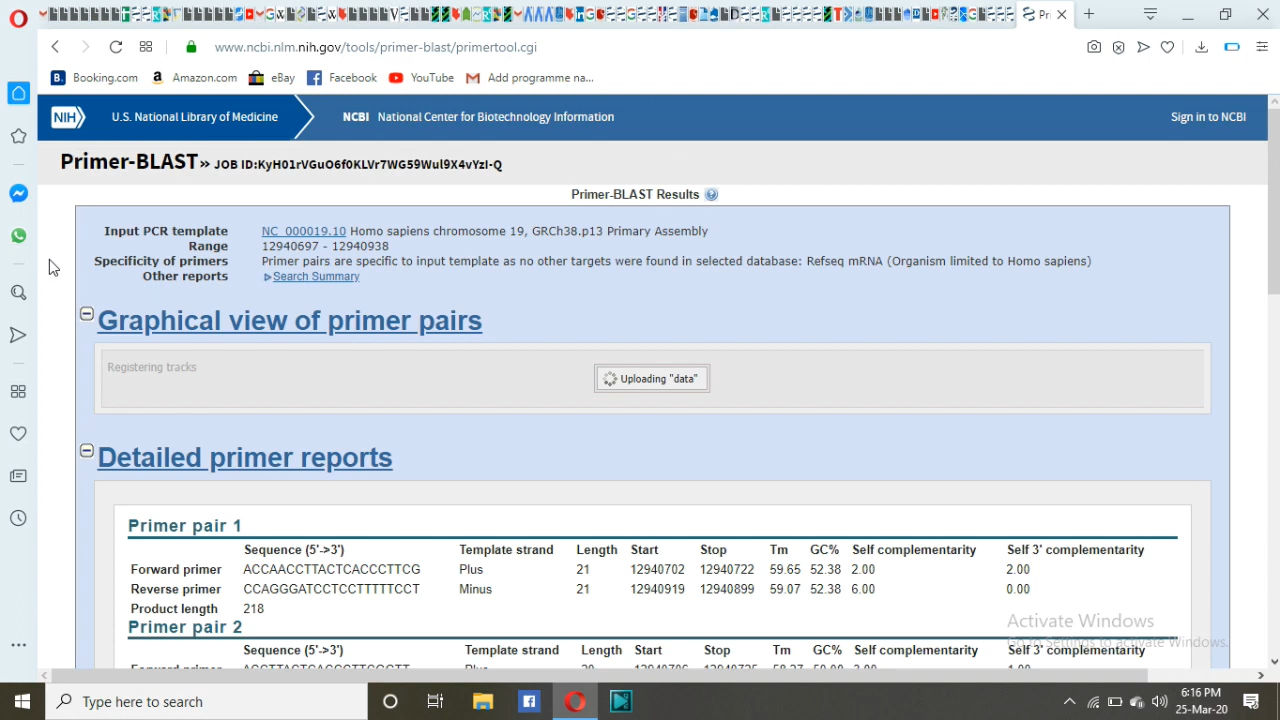 Pri
www.ncbi.nlm.nih.gov/tools/primer-blast/primertool.cgi
B. Booking.com a Amazon.com eBay Facebook YouTube Add programme na...
NIH U.S. National Library of Medicine NCBI National Center for Biotechnology Information Sign in to NCBI
Primer-BLAST » JOB ID:KyH01rVGuO6f0KLVr7WG59Wul9X4vYzI-Q
Primer-BLAST Results
Input PCR template NC_000019.10 Homo sapiens chromosome 19, GRCh38.p13 Primary Assembly
Range 12940697 - 12940938
Specificity of primers Primer pairs are specific to input template as no other targets were found in selected database: Refseq mRNA (Organism limited to Homo sapiens)
Other reports Search Summary
Graphical view of primer pairs
Registering tracks
Uploading "data"
Detailed primer reports
Primer pair 1
Sequence (5'->3') Template strand Length Start Stop Tm GC% Self complementarity Self 3' complementarity
Forward primer ACCAACCTTACTCACCCTTCG Plus 21 12940702 12940722 59.65 52.38 2.00 2.00
Reverse primer CCAGGGATCCTCCTTTTTCCT Minus 21 12940919 12940899 59.07 52.38 6.00 0.00
Product length 218
Activate Windows
Primer pair 2
Go to Settings to activate Windows.
Sequence (5'->3') Template strand Length Start Stop Tm GC% Self complementarity Self 3' complementarity
Type here to search
6:16 PM
25-Mar-20